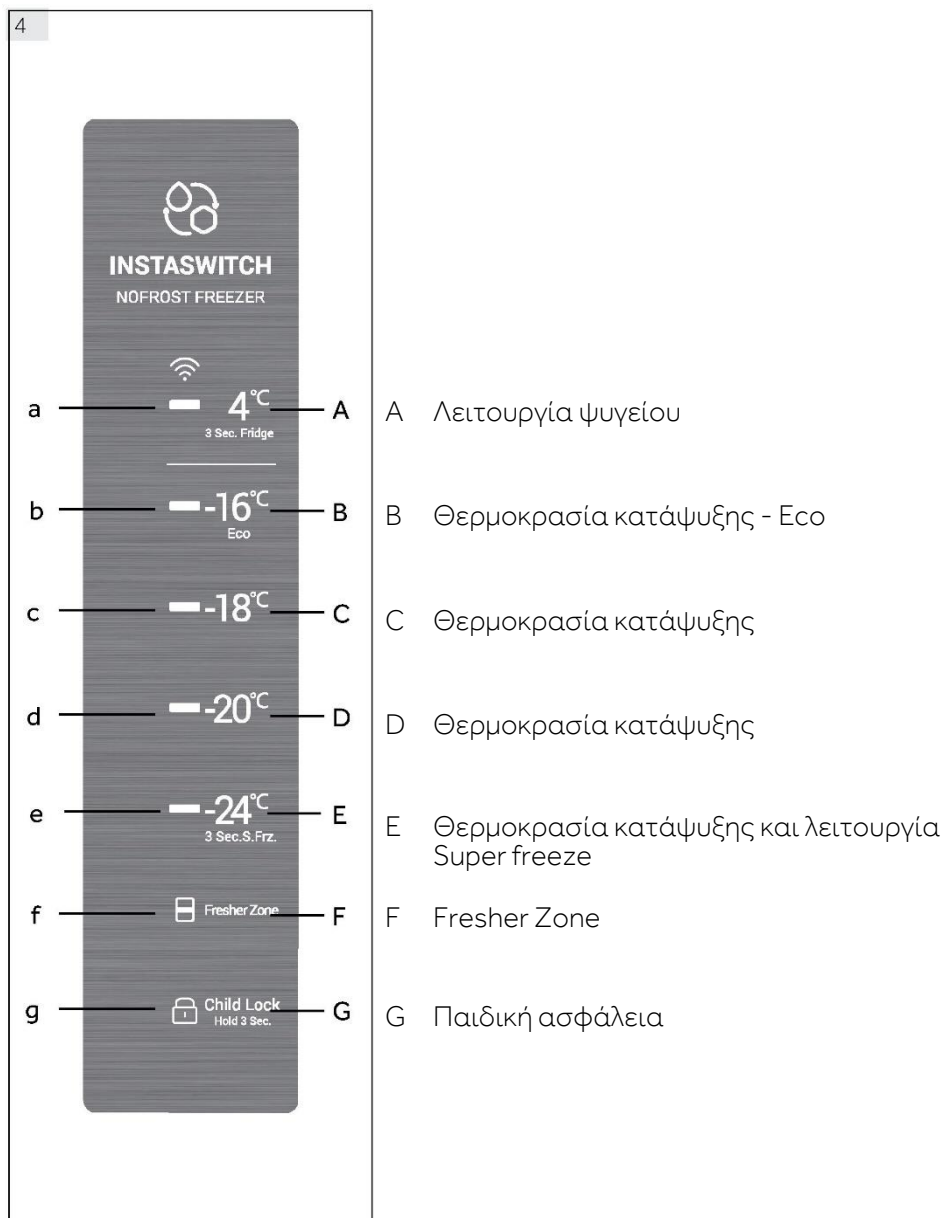 4
INSTASWITCH
NOFROST FREEZER
a 4°C A
3 Sec. Fridge
b -16°C B
Eco
c -18°C C
d -20°C D
e -24°C E
3 Sec.S.Frz.
f Fresher Zone F
g Child Lock G
Hold 3 Sec.
A Λειτουργία ψυγείου
B Θερμοκρασία κατάψυξης - Eco
C Θερμοκρασία κατάψυξης
D Θερμοκρασία κατάψυξης
E Θερμοκρασία κατάψυξης και λειτουργία
Super freeze
F Fresher Zone
G Παιδική ασφάλεια